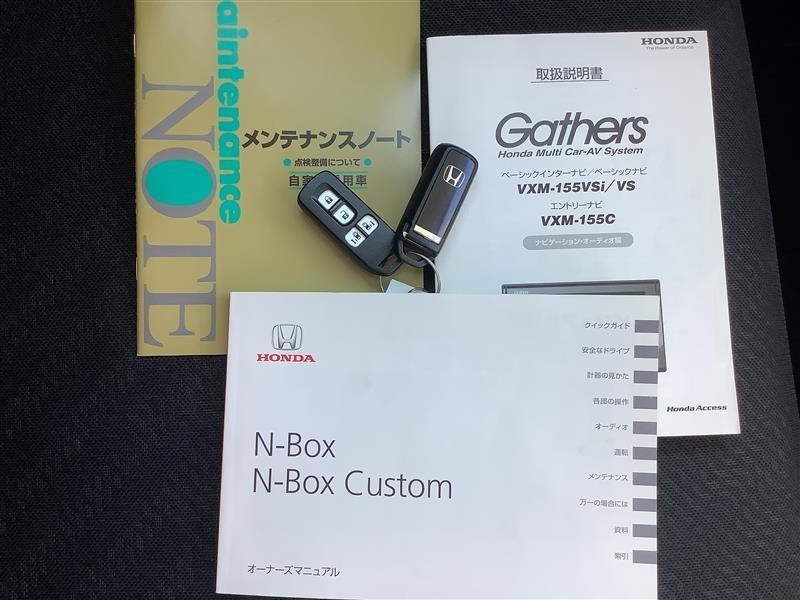 Maintenance
NOTE
メンテナンスノート
点検整備について
自家
用車
HONDA
The Power of Dreams
取扱説明書
Gathers
Honda Multi Car-AV System
ベーシックインターナビ/ベーシックナビ
VXM-155VSi/VS
エントリーナビ
VXM-155C
ナビゲーション・オーディオ編
Honda Access
HONDA
N-Box
N-Box Custom
オーナーズマニュアル
クイックガイド
安全なドライブ
計器の見かた
各部の操作
オーディオ
運転
メンテナンス
万一の場合には
資料
索引